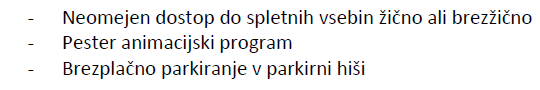 - Neomejen dostop do spletnih vsebin žično ali brezžično
- Pester animacijski program
- Brezplačno parkiranje v parkirni hiši